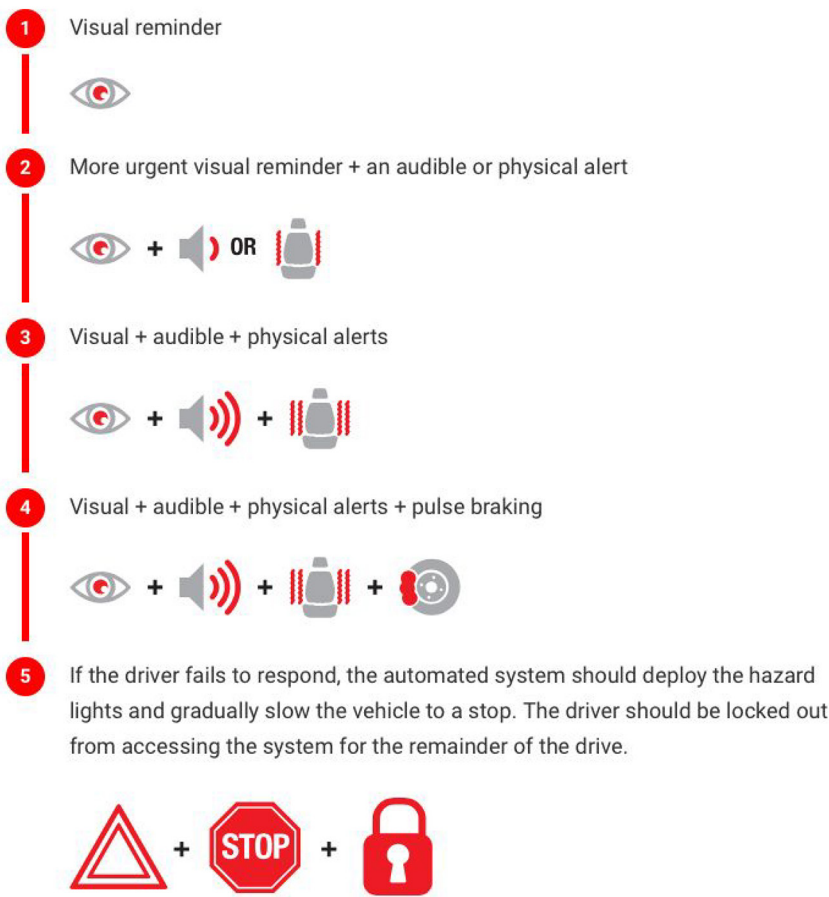 1 Visual reminder
2 More urgent visual reminder + an audible or physical alert
+ OR
3 Visual + audible + physical alerts
+ +
4 Visual + audible + physical alerts + pulse braking
+ + +
5 If the driver fails to respond, the automated system should deploy the hazard
lights and gradually slow the vehicle to a stop. The driver should be locked out
from accessing the system for the remainder of the drive.
+ STOP +